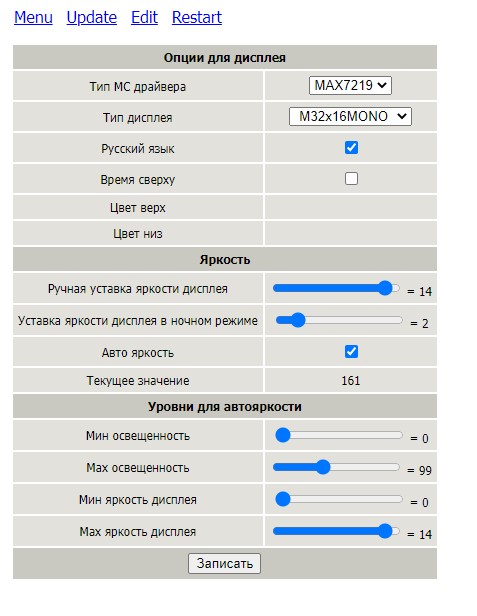 Menu Update Edit Restart
Опции для дисплея
Тип МС драйвера MAX7219
Тип дисплея M32x16MONO
Русский язык
Время сверху
Цвет верх
Цвет низ
Яркость
Ручная уставка яркости дисплея = 14
Уставка яркости дисплея в ночном режиме = 2
Авто яркость
Текущее значение 161
Уровни для автояркости
Мин освещенность = 0
Мах освещенность = 99
Мин яркость дисплея = 0
Мах яркость дисплея = 14
Записать